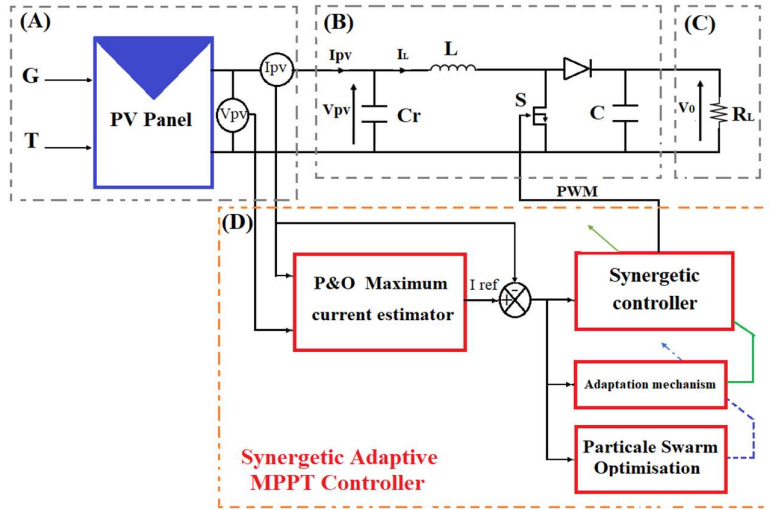 (A)
(B)
(C)
G
T
PV Panel
Ipv
Vpv
Ipv
IL
L
Vpv
Cr
S
C
V0
RL
PWM
(D)
P&O Maximum
current estimator
I ref
+
-
Synergetic
controller
Adaptation mechanism
Particale Swarm
Optimisation
Synergetic Adaptive
MPPT Controller